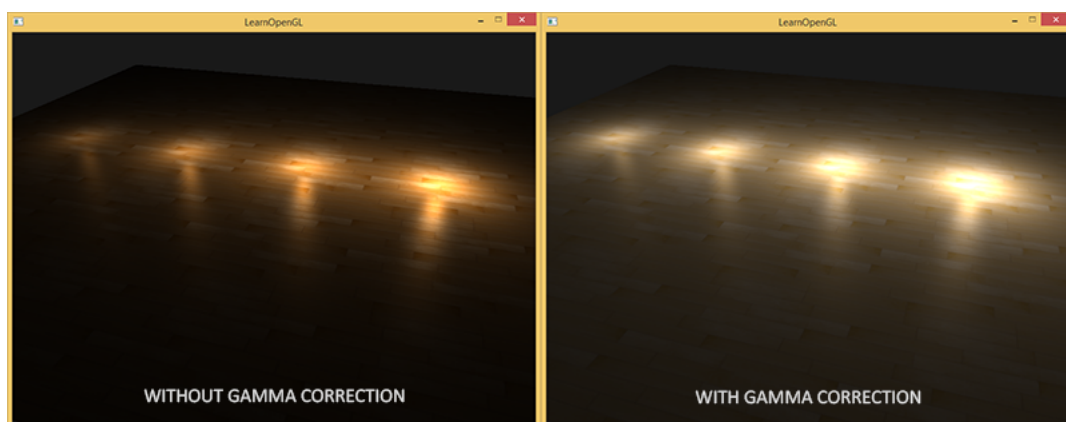 LearnOpenGL
LearnOpenGL
WITHOUT GAMMA CORRECTION
WITH GAMMA CORRECTION